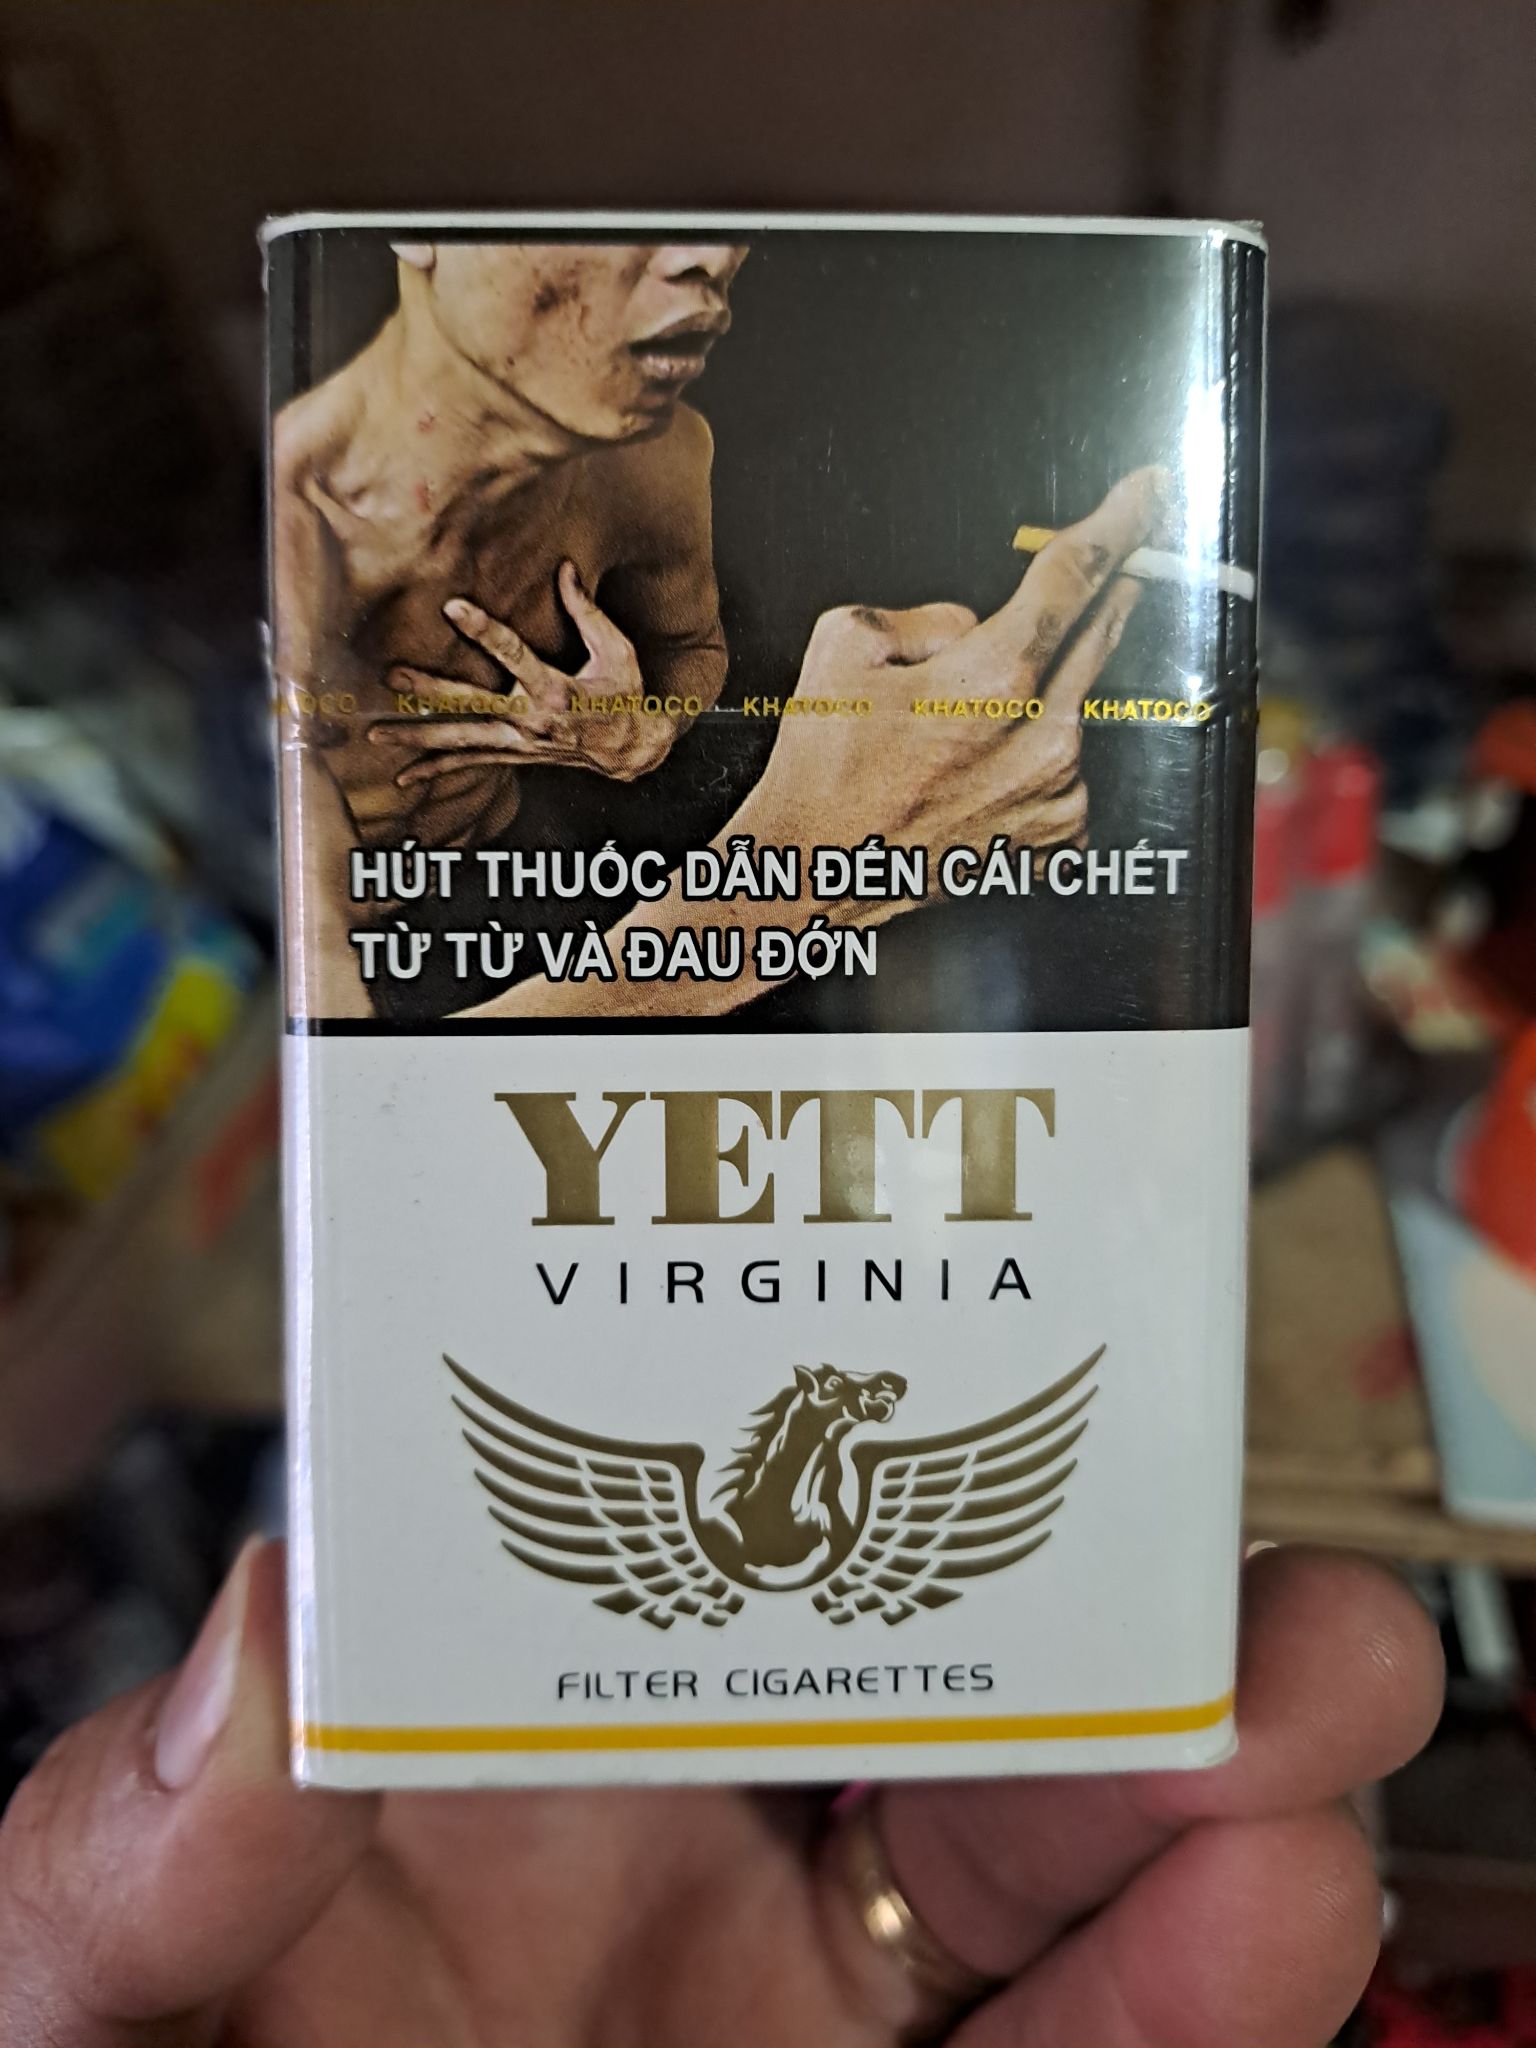 KHATOCO KHATOCO KHATOCO KHATOCO KHATOCO
HÚT THUỐC DẪN ĐẾN CÁI CHẾT
TỪ TỪ VÀ ĐAU ĐỚN
YETT
VIRGINIA
FILTER CIGARETTES